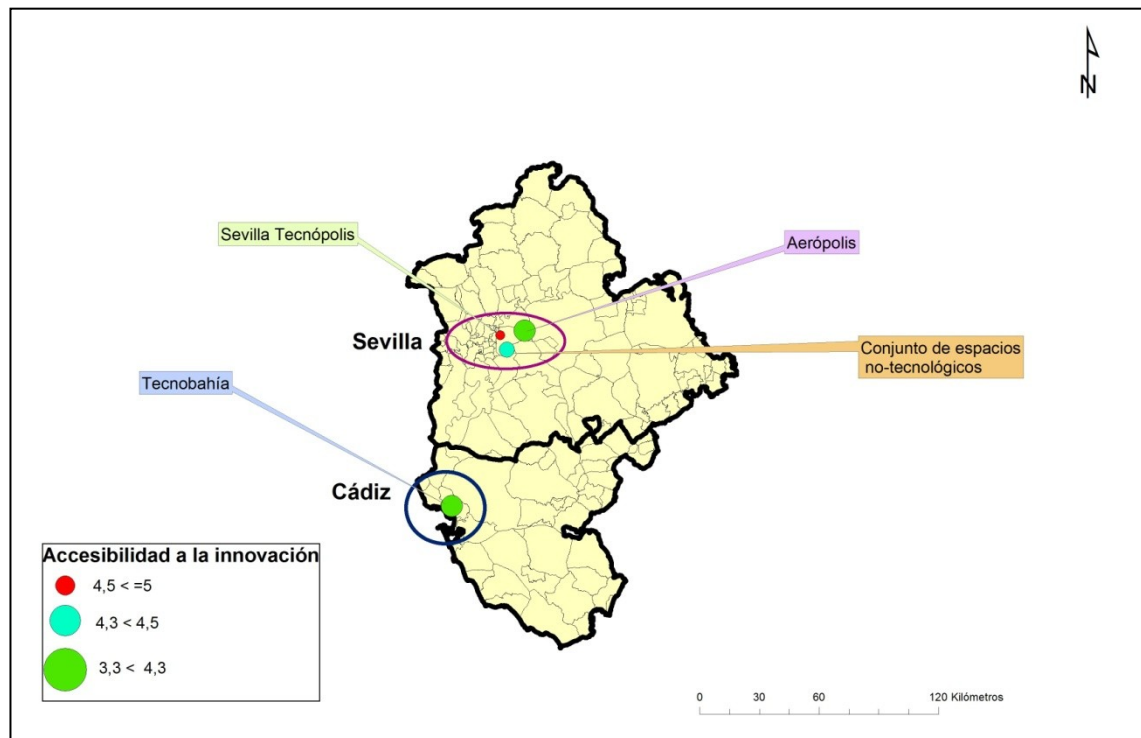 N
Sevilla Tecnópolis
Aerópolis
Sevilla
Conjunto de espacios
no-tecnológicos
Tecnobahía
Cádiz
Accesibilidad a la innovación
4,5 < =5
4,3 < 4,5
3,3 < 4,3
0 30 60 120 Kilómetros